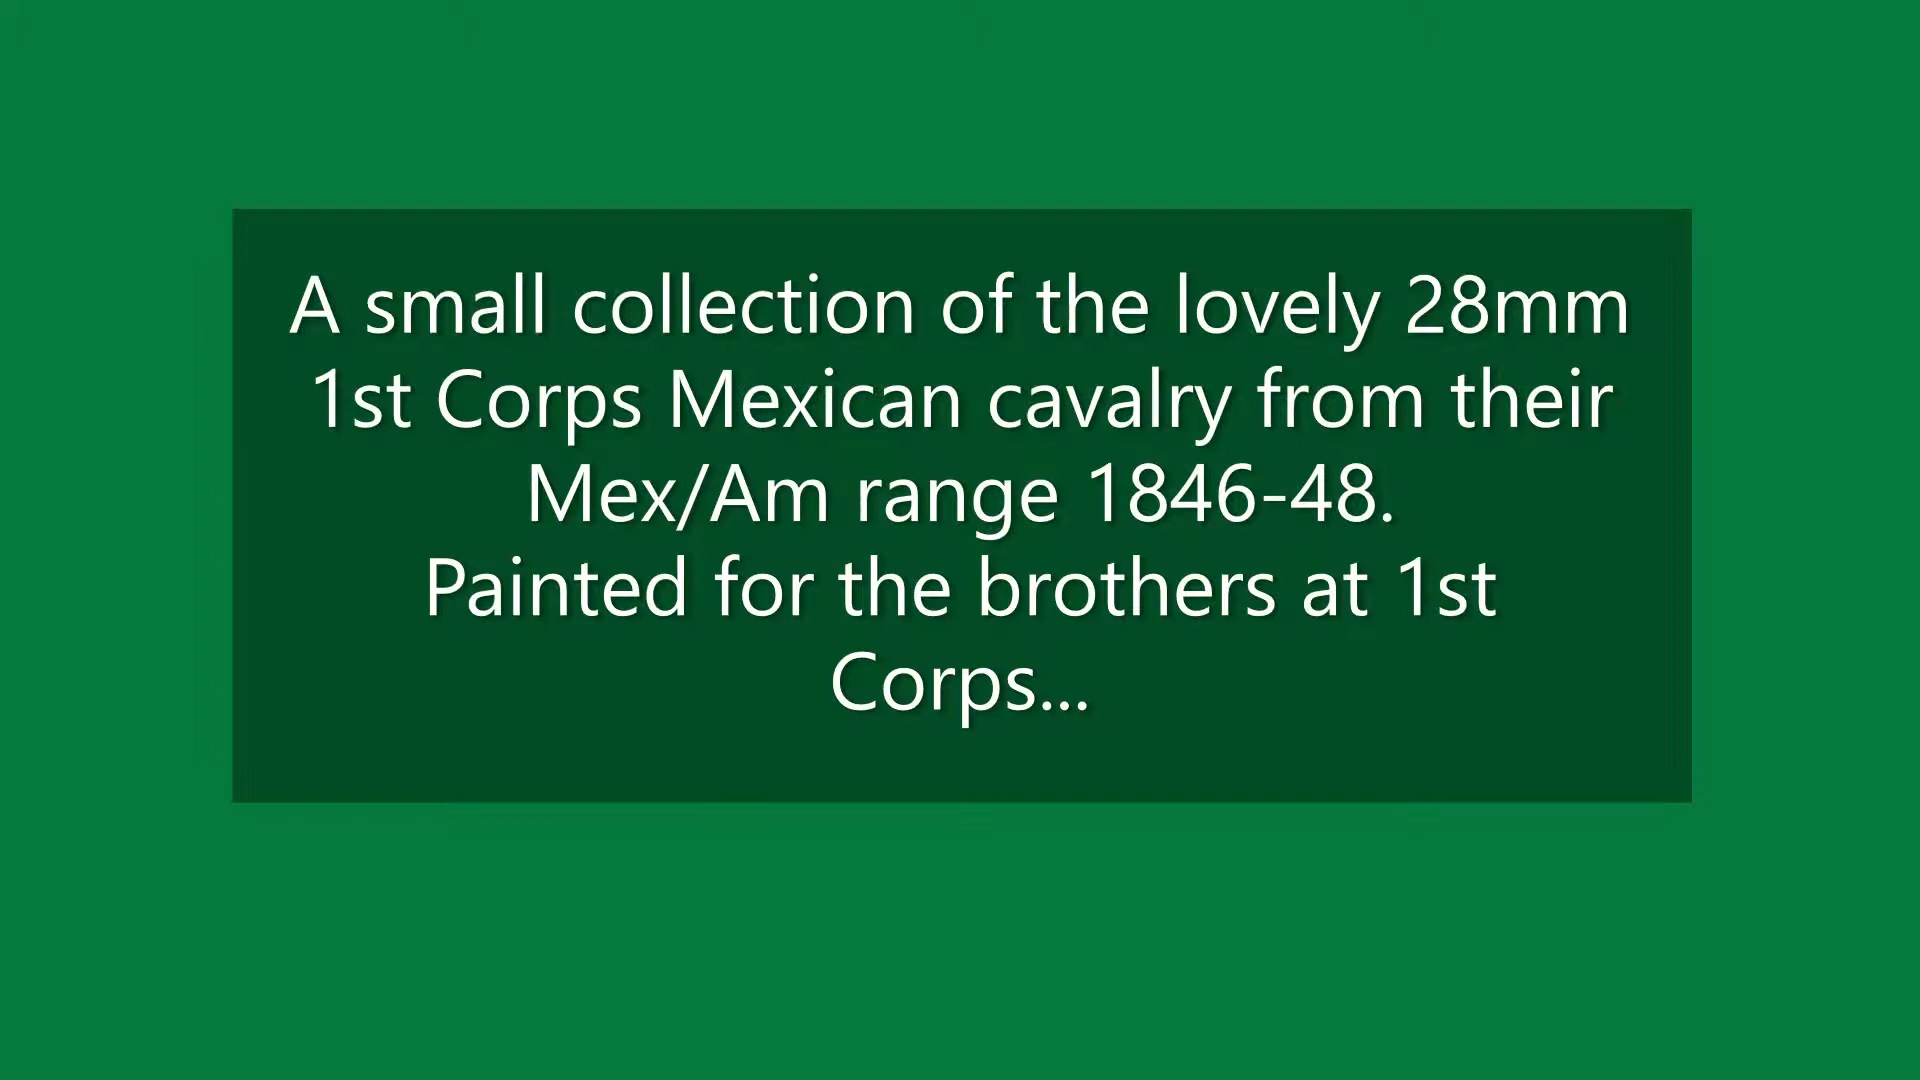 A small collection of the lovely 28mm
1st Corps Mexican cavalry from their
Mex/Am range 1846-48.
Painted for the brothers at 1st
Corps...